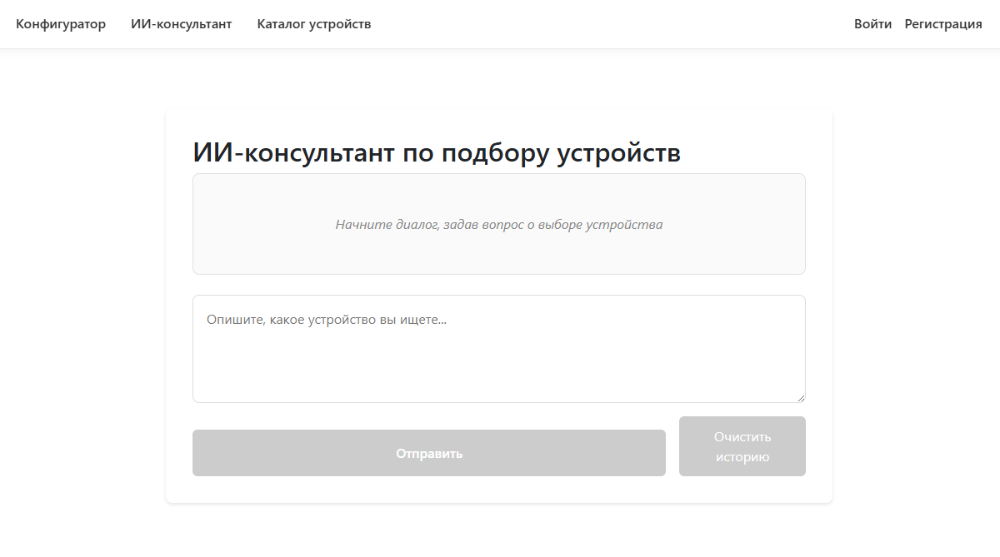 Конфигуратор ИИ-консультант Каталог устройств Войти Регистрация
ИИ-консультант по подбору устройств
Начните диалог, задав вопрос о выборе устройства
Опишите, какое устройство вы ищете...
Отправить
Очистить
историю